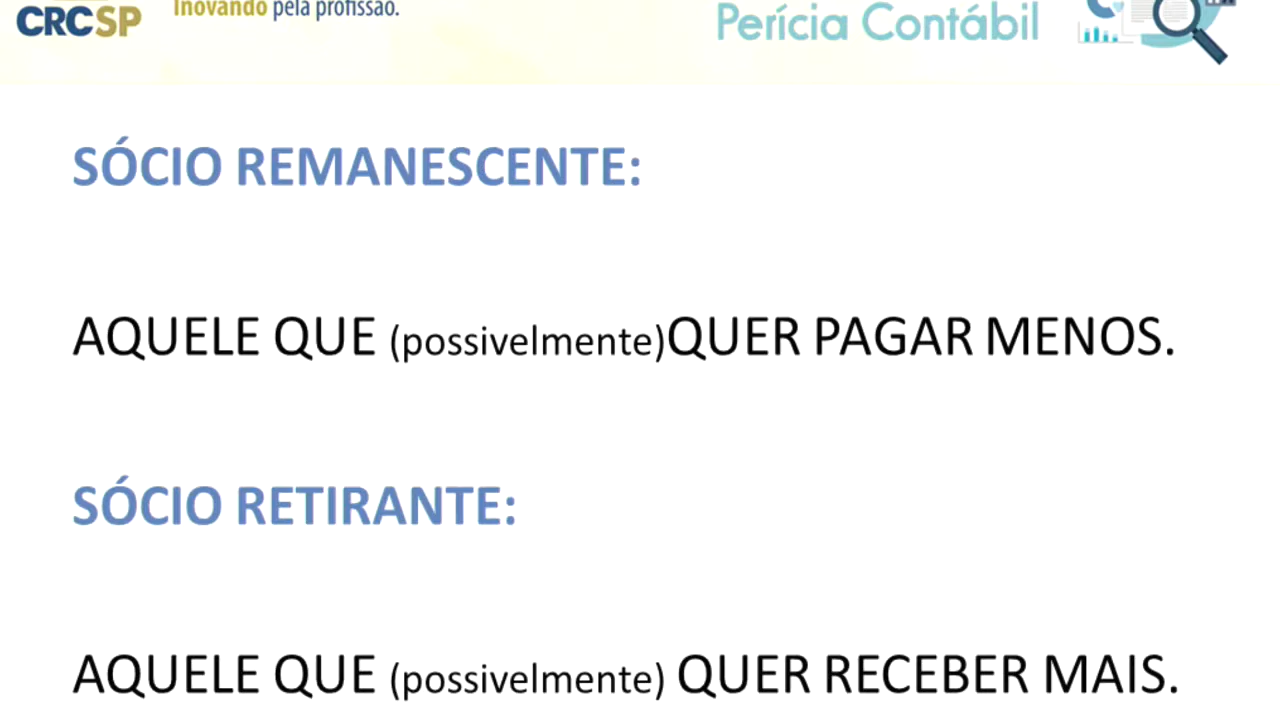 CRCSP
Inovando pela profissão.
Perícia Contábil
SÓCIO REMANESCENTE:
AQUELE QUE (possivelmente)QUER PAGAR MENOS.
SÓCIO RETIRANTE:
AQUELE QUE (possivelmente) QUER RECEBER MAIS.